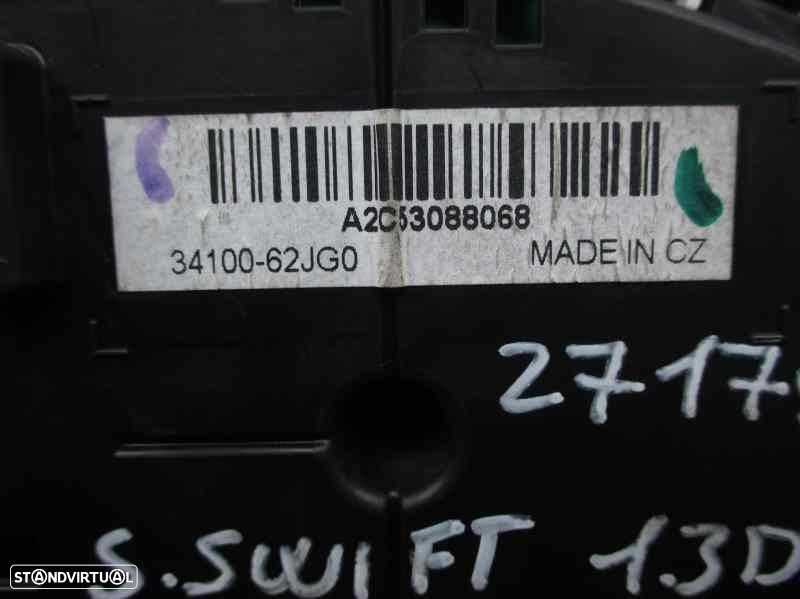 A2C53088068
34100-62JG0 MADE IN CZ
2717
S.SWIFT 1.3D
STANDVIRTUAL